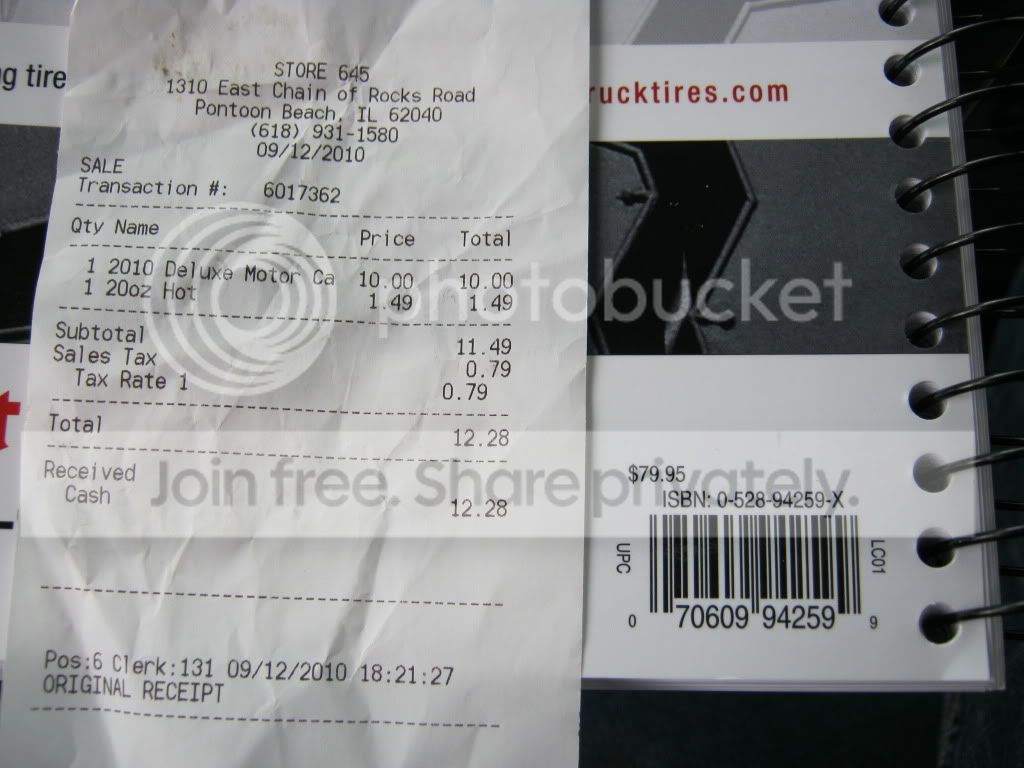 STORE 645
1310 East Chain of Rocks Road
Pontoon Beach, IL 62040
(618) 931-1580
09/12/2010
SALE
Transaction #: 6017362
Qty Name Price Total
1 2010 Deluxe Motor Ca 10.00 10.00
1 20oz Hot 1.49 1.49
Subtotal 11.49
Sales Tax 0.79
Tax Rate 1 0.79
Total 12.28
Received
Cash 12.28
Pos:6 Clerk:131 09/12/2010 18:21:27
ORIGINAL RECEIPT
g tire
rucktires.com
t
$79.95
ISBN: 0-528-94259-X
UPC
LC01
0 70609 94259 9
photobucket
Join free. Share privately.